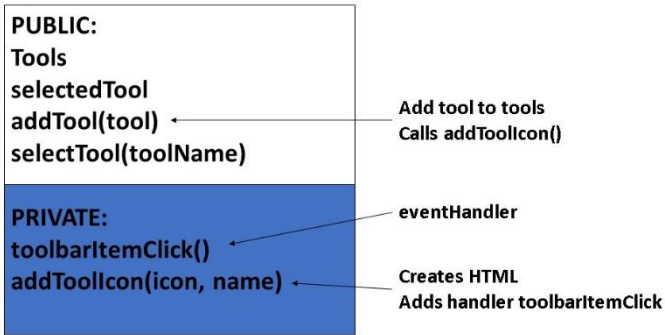 PUBLIC:
Tools
selectedTool
addTool(tool)
selectTool(toolName)
Add tool to tools
Calls addToolIcon()
PRIVATE:
toolbarItemClick()
addToolIcon(icon, name)
eventHandler
Creates HTML
Adds handler toolbarItemClick